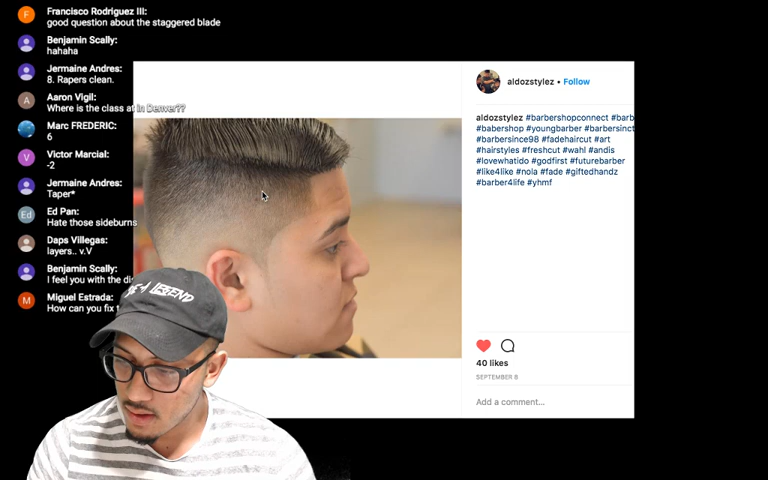 Francisco Rodriguez III:
good question about the staggered blade
Benjamin Scally:
hahaha
Jermaine Andres:
8. Rapers clean.
Aaron Vigil:
Where is the class at in Denver??
Marc FREDERIC:
6
Victor Marcial:
-2
Jermaine Andres:
Taper*
Ed Pan:
Hate those sideburns
Daps Villegas:
layers.. v.V
Benjamin Scally:
I feel you with the
Miguel Estrada:
How can you fix
A LEGEND
aldozstylez • Follow
aldozstylez #barbershopconnect #barb
#babershop #youngbarber #barbersinct
#barbersince98 #fadehaircut #art
#hairstyles #freshcut #wahl #andis
#lovewhatido #godfirst #futurebarber
#like4like #nola #fade #giftedhandz
#barber4life #yhmf
40 likes
SEPTEMBER 8
Add a comment...